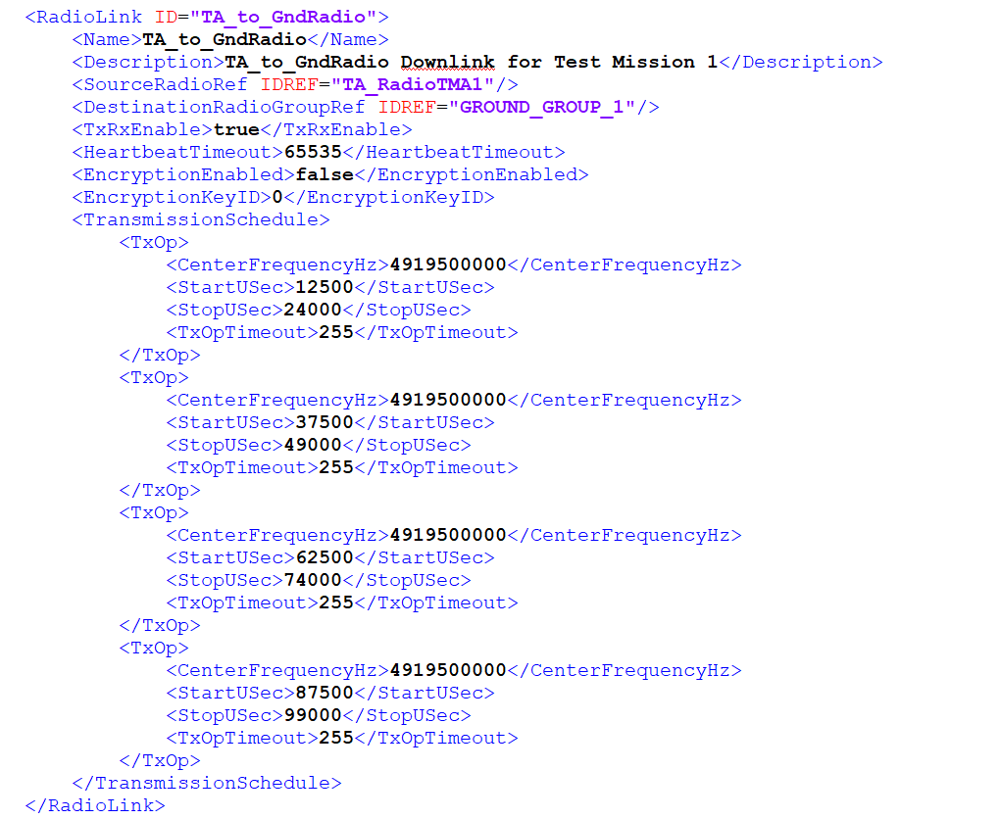 <RadioLink ID="TA_to_GndRadio">
<Name>TA_to_GndRadio</Name>
<Description>TA_to_GndRadio Downlink for Test Mission 1</Description>
<SourceRadioRef IDREF="TA_RadioTMA1"/>
<DestinationRadioGroupRef IDREF="GROUND_GROUP_1"/>
<TxRxEnable>true</TxRxEnable>
<HeartbeatTimeout>65535</HeartbeatTimeout>
<EncryptionEnabled>false</EncryptionEnabled>
<EncryptionKeyID>0</EncryptionKeyID>
<TransmissionSchedule>
<TxOp>
<CenterFrequencyHz>4919500000</CenterFrequencyHz>
<StartUSec>12500</StartUSec>
<StopUSec>24000</StopUSec>
<TxOpTimeout>255</TxOpTimeout>
</TxOp>
<TxOp>
<CenterFrequencyHz>4919500000</CenterFrequencyHz>
<StartUSec>37500</StartUSec>
<StopUSec>49000</StopUSec>
<TxOpTimeout>255</TxOpTimeout>
</TxOp>
<TxOp>
<CenterFrequencyHz>4919500000</CenterFrequencyHz>
<StartUSec>62500</StartUSec>
<StopUSec>74000</StopUSec>
<TxOpTimeout>255</TxOpTimeout>
</TxOp>
<TxOp>
<CenterFrequencyHz>4919500000</CenterFrequencyHz>
<StartUSec>87500</StartUSec>
<StopUSec>99000</StopUSec>
<TxOpTimeout>255</TxOpTimeout>
</TxOp>
</TransmissionSchedule>
</RadioLink>